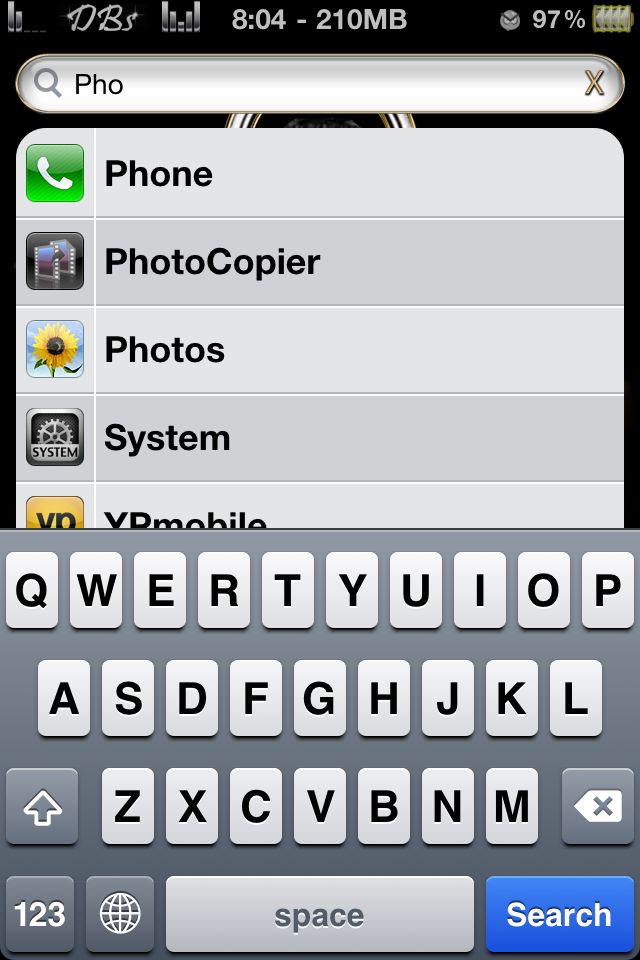 DBs 8:04 - 210MB 97%
Pho X
Phone
PhotoCopier
Photos
SYSTEM System
yp YPmobile
Q W E R T Y U I O P
A S D F G H J K L
Z X C V B N M
123 space Search